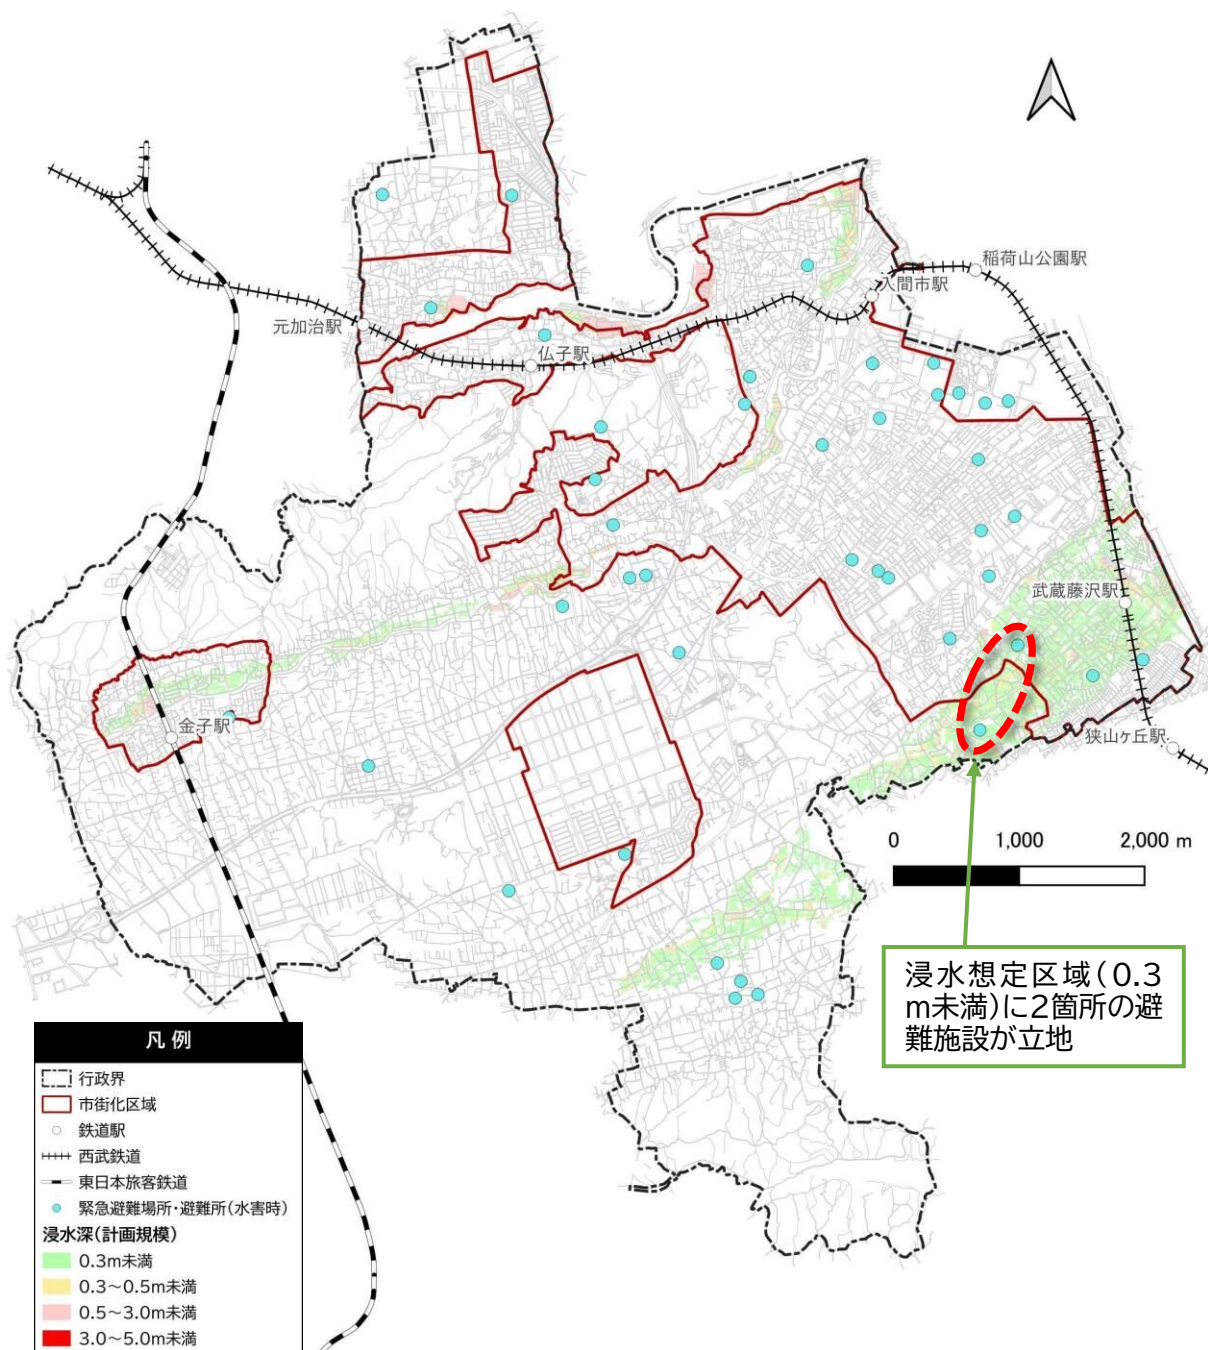 稲荷山公園駅
入間市駅
元加治駅
仏子駅
武蔵藤沢駅
金子駅
狭山ヶ丘駅
0 1,000 2,000 m
浸水想定区域(0.3
m未満)に2箇所の避
難施設が立地
凡例
行政界
市街化区域
鉄道駅
西武鉄道
東日本旅客鉄道
緊急避難場所・避難所(水害時)
浸水深(計画規模)
0.3m未満
0.3～0.5m未満
0.5～3.0m未満
3.0～5.0m未満